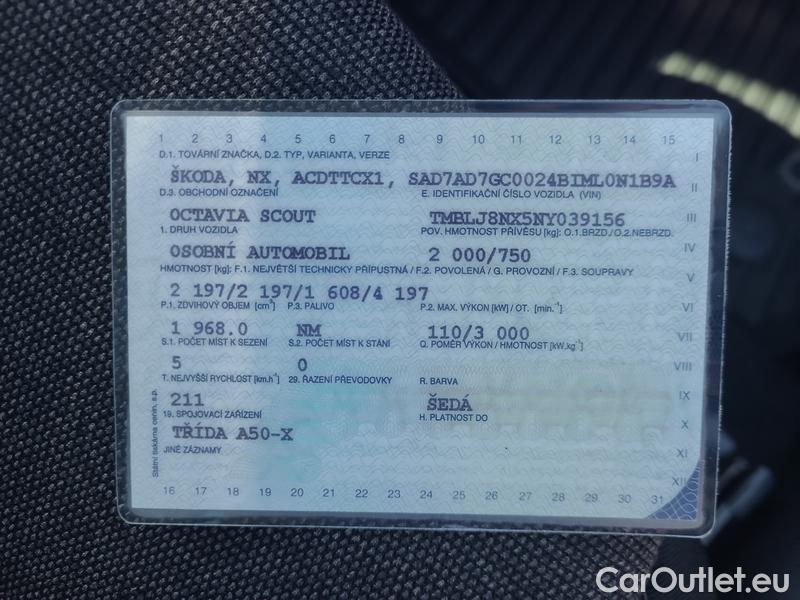 1 2 3 4 5 6 7 8 9 10 11 12 13 14 15
D.1. TOVÁRNÍ ZNAČKA, D.2. TYP, VARIANTA, VERZE I
ŠKODA, NX, ACDTTCX1, SAD7AD7GC0024BIML0N1B9A
D.3. OBCHODNÍ OZNAČENÍ E. IDENTIFIKAČNÍ ČÍSLO VOZIDLA (VIN) II
OCTAVIA SCOUT TMBLJ8NX5NY039156 III
1. DRUH VOZIDLA POV. HMOTNOST PŘÍVĚSU [kg]: O.1.BRZD./O.2.NEBRZD.
OSOBNÍ AUTOMOBIL 2 000/750 IV
HMOTNOST [kg]: F.1. NEJVĚTŠÍ TECHNICKY PŘÍPUSTNÁ / F.2. POVOLENÁ / G. PROVOZNÍ / F.3. SOUPRAVY V
2 197/2 197/1 608/4 197
P.1. ZDVIHOVÝ OBJEM [cm³] P.3. PALIVO P.2. MAX. VÝKON [kW] / OT. [min.⁻¹] VI
1 968.0 NM 110/3 000 VII
S.1. POČET MÍST K SEZENÍ S.2. POČET MÍST K STÁNÍ Q. POMĚR VÝKON / HMOTNOST [kW.kg⁻¹]
5 0 VIII
T. NEJVYŠŠÍ RYCHLOST [km.h⁻¹] 29. ŘAZENÍ PŘEVODOVKY R. BARVA
211 ŠEDÁ IX
19. SPOJOVACÍ ZAŘÍZENÍ H. PLATNOST DO
TŘÍDA A50-X X
JINÉ ZÁZNAMY XI
XII
16 17 18 19 20 21 22 23 24 25 26 27 28 29 30 31
Státní tiskárna cenin, s.p.
CarOutlet.eu